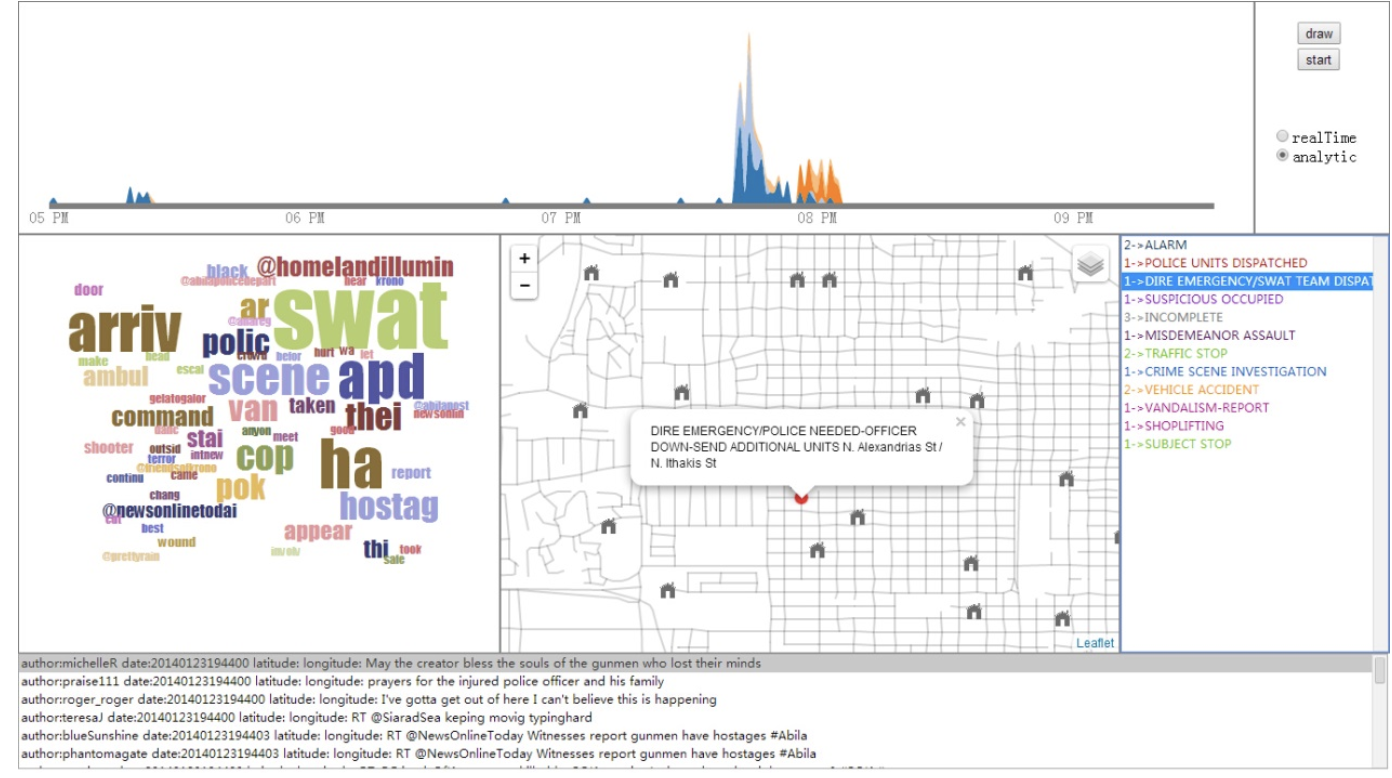 draw
start
realTime
analytic
05 PM
06 PM
07 PM
08 PM
09 PM
black @homelandillumin
@abilapolicedepart hear krono
door
ar swat
arriv
polic
make head crowd belor hurt wa let
ambul escal scene apd
gelatogalor
command van taken thei @abilapost
newsonlin
danc stai anyon meet good
shooter outsid
terror intnew cop ha report
@friendsofkrono
continu came
chang pok hostag
@newsonlinetodai
cut best appear
wound
@prettyrain involv thi took
sale
+
−
DIRE EMERGENCY/POLICE NEEDED-OFFICER
DOWN-SEND ADDITIONAL UNITS N. Alexandrias St /
N. Ithakis St
×
Leaflet
2->ALARM
1->POLICE UNITS DISPATCHED
1->DIRE EMERGENCY/SWAT TEAM DISPAT
1->SUSPICIOUS OCCUPIED
3->INCOMPLETE
1->MISDEMEANOR ASSAULT
2->TRAFFIC STOP
1->CRIME SCENE INVESTIGATION
2->VEHICLE ACCIDENT
1->VANDALISM-REPORT
1->SHOPLIFTING
1->SUBJECT STOP
author:michelleR date:20140123194400 latitude: longitude: May the creator bless the souls of the gunmen who lost their minds
author:praise111 date:20140123194400 latitude: longitude: prayers for the injured police officer and his family
author:roger_roger date:20140123194400 latitude: longitude: I've gotta get out of here I can't believe this is happening
author:teresaJ date:20140123194400 latitude: longitude: RT @SiaradSea keping movig typinghard
author:blueSunshine date:20140123194403 latitude: longitude: RT @NewsOnlineToday Witnesses report gunmen have hostages #Abila
author:phantomagate date:20140123194403 latitude: longitude: RT @NewsOnlineToday Witnesses report gunmen have hostages #Abila